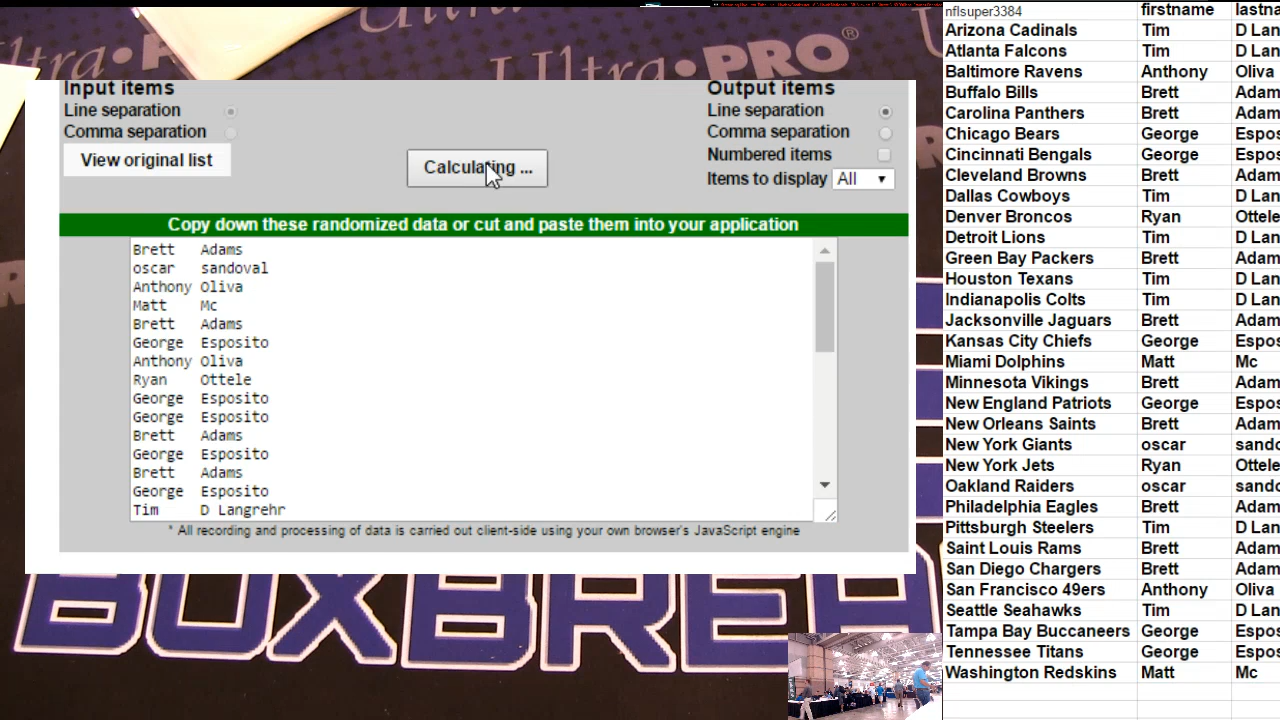 Ultra PRO®
Ultra PRO
Input items
Line separation
Comma separation
View original list
Calculating ...
Output items
Line separation
Comma separation
Numbered items
Items to display All
Copy down these randomized data or cut and paste them into your application
Brett Adams
oscar sandoval
Anthony Oliva
Matt Mc
Brett Adams
George Esposito
Anthony Oliva
Ryan Ottele
George Esposito
George Esposito
Brett Adams
George Esposito
Brett Adams
George Esposito
Tim D Langrehr
* All recording and processing of data is carried out client-side using your own browser's JavaScript engine
BOXBREA
nflsuper3384 firstname lastna
Arizona Cadinals Tim D Lan
Atlanta Falcons Tim D Lan
Baltimore Ravens Anthony Oliva
Buffalo Bills Brett Adam
Carolina Panthers Brett Adam
Chicago Bears George Espos
Cincinnati Bengals George Espos
Cleveland Browns Brett Adam
Dallas Cowboys Tim D Lan
Denver Broncos Ryan Ottele
Detroit Lions Tim D Lan
Green Bay Packers Brett Adam
Houston Texans Tim D Lan
Indianapolis Colts Tim D Lan
Jacksonville Jaguars Brett Adam
Kansas City Chiefs George Espos
Miami Dolphins Matt Mc
Minnesota Vikings Brett Adam
New England Patriots George Espos
New Orleans Saints Brett Adam
New York Giants oscar sando
New York Jets Ryan Ottele
Oakland Raiders oscar sando
Philadelphia Eagles Brett Adam
Pittsburgh Steelers Tim D Lan
Saint Louis Rams Brett Adam
San Diego Chargers Brett Adam
San Francisco 49ers Anthony Oliva
Seattle Seahawks Tim D Lan
Tampa Bay Buccaneers George Espos
Tennessee Titans George Espos
Washington Redskins Matt Mc